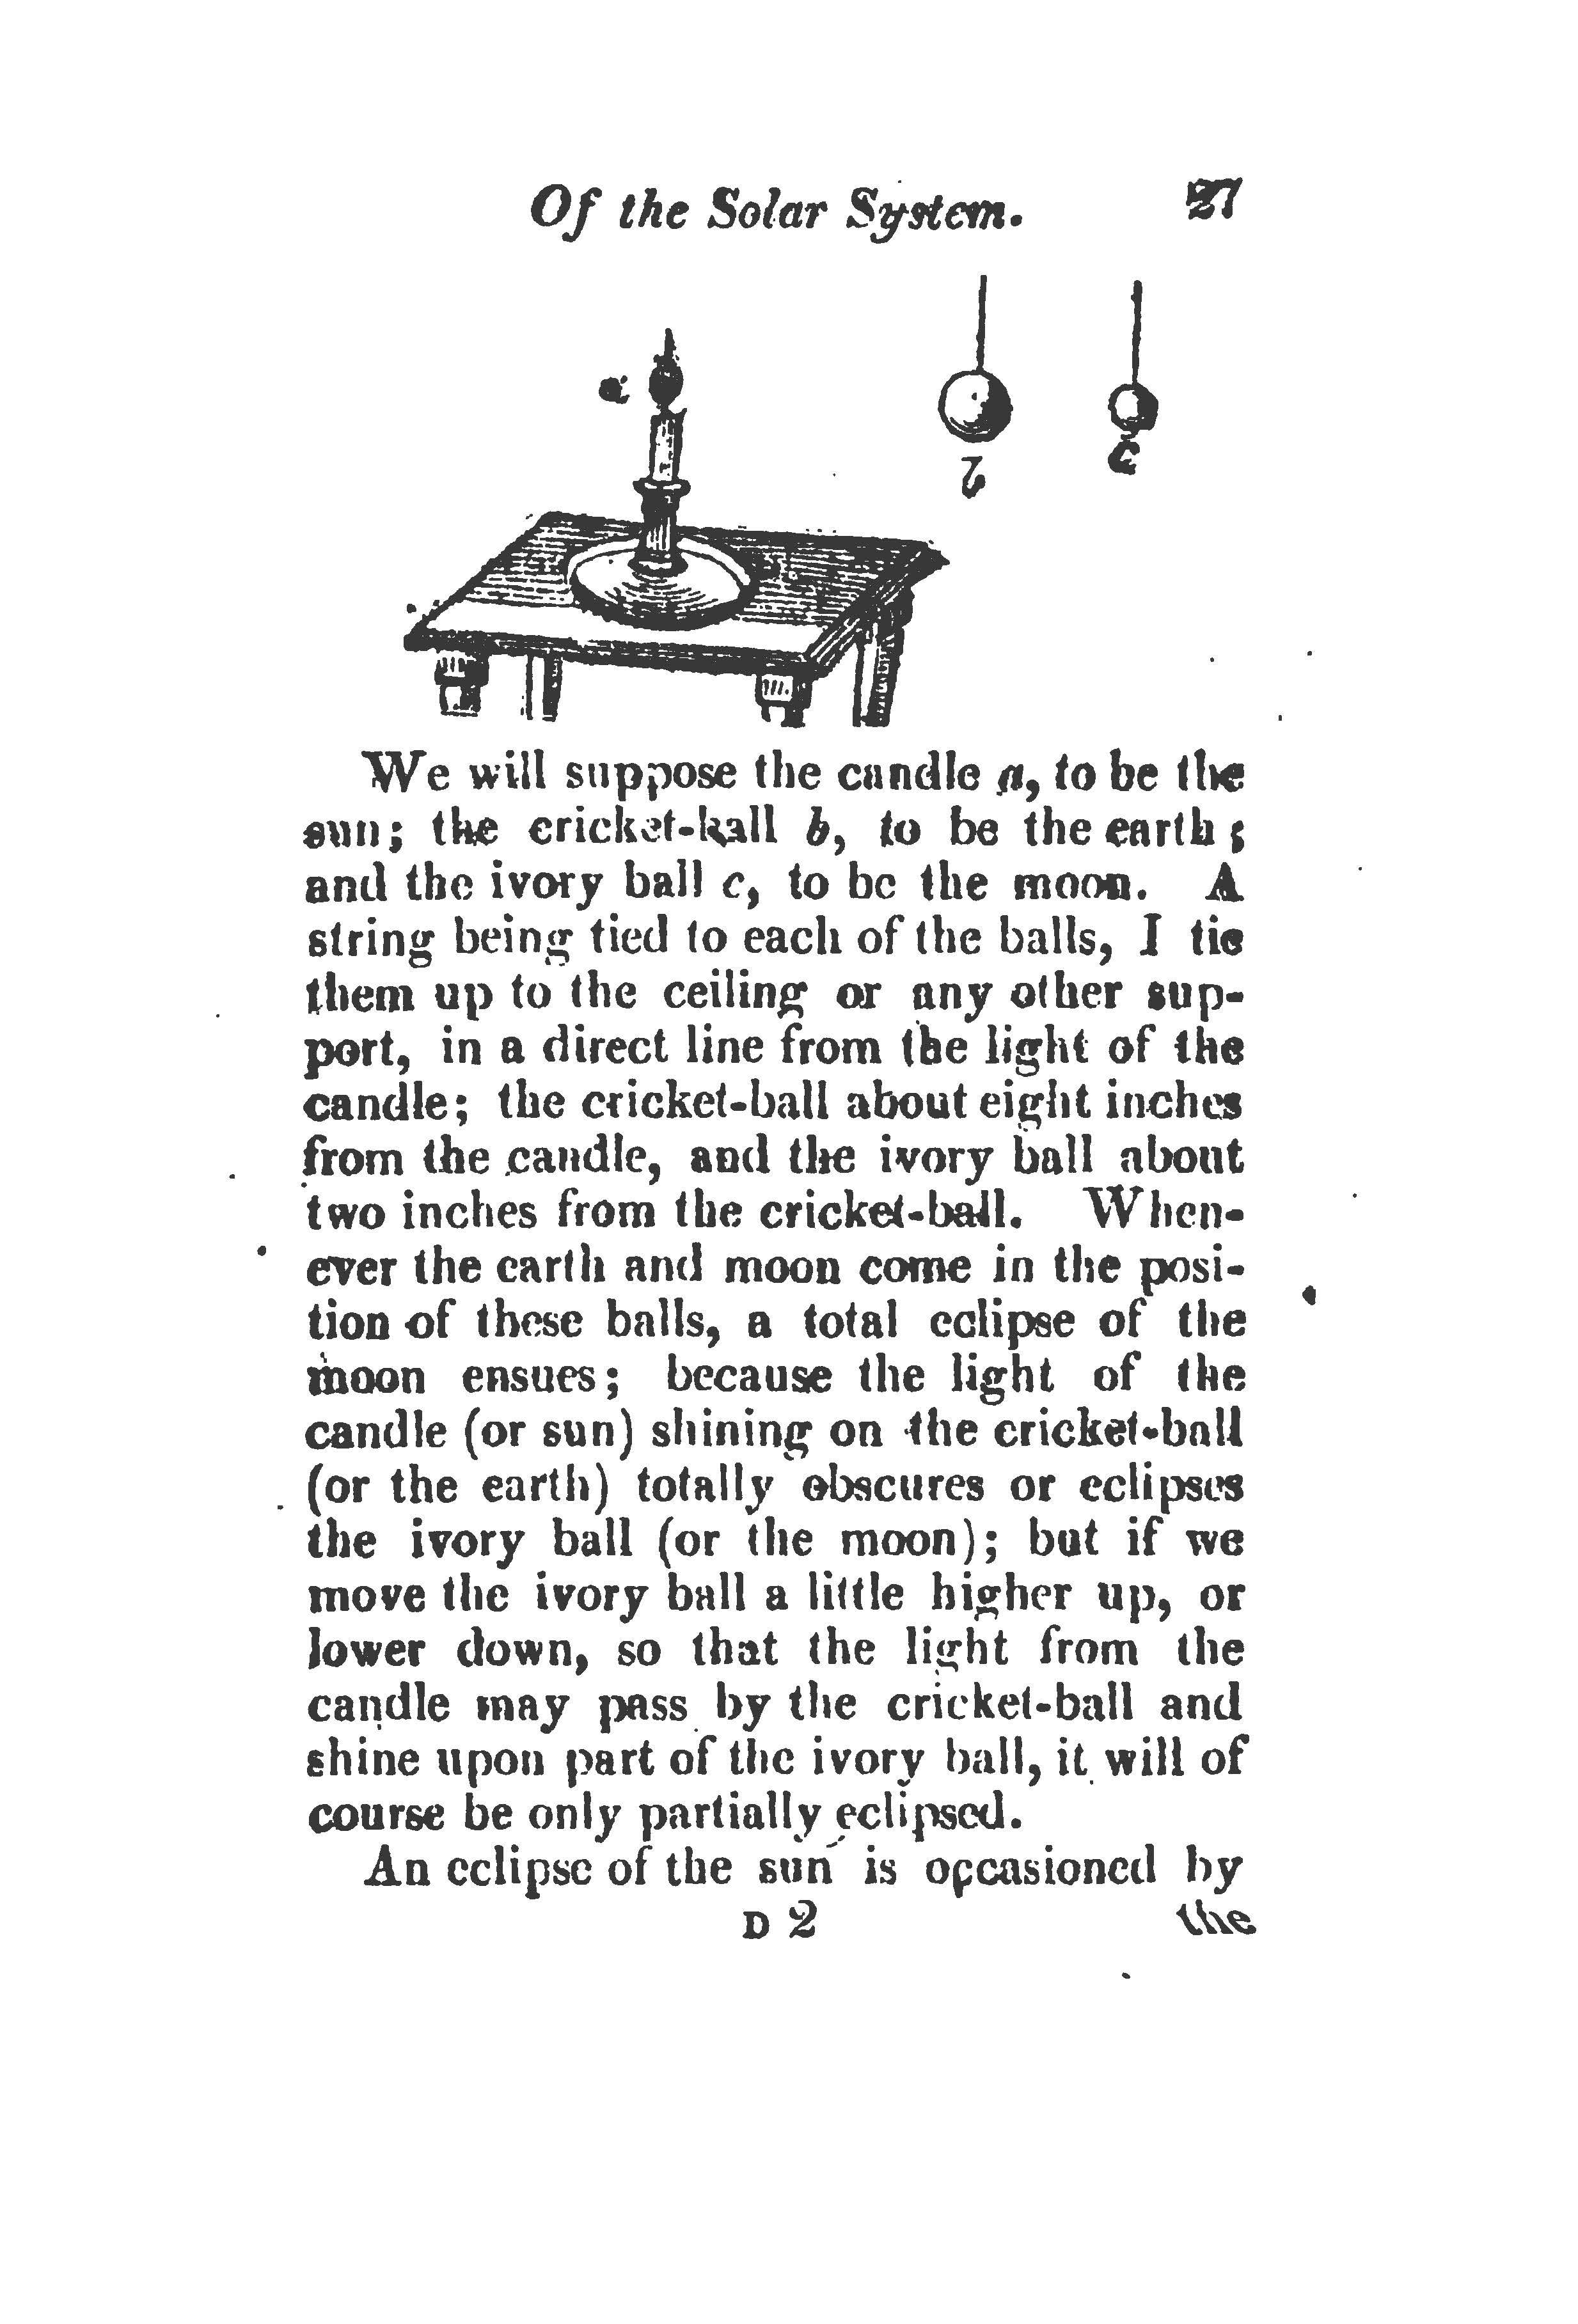 Of the Solar System. 27
a
b
c
We will suppose the candle a, to be the
sun; the cricket-ball b, to be the earth;
and the ivory ball c, to be the moon. A
string being tied to each of the balls, I tie
them up to the ceiling or any other sup-
port, in a direct line from the light of the
candle; the cricket-ball about eight inches
from the candle, and the ivory ball about
two inches from the cricket-ball. When-
ever the earth and moon come in the posi-
tion of these balls, a total eclipse of the
moon ensues; because the light of the
candle (or sun) shining on the cricket-ball
(or the earth) totally obscures or eclipses
the ivory ball (or the moon); but if we
move the ivory ball a little higher up, or
lower down, so that the light from the
candle may pass by the cricket-ball and
shine upon part of the ivory ball, it will of
course be only partially eclipsed.
An eclipse of the sun is occasioned by
D 2 the